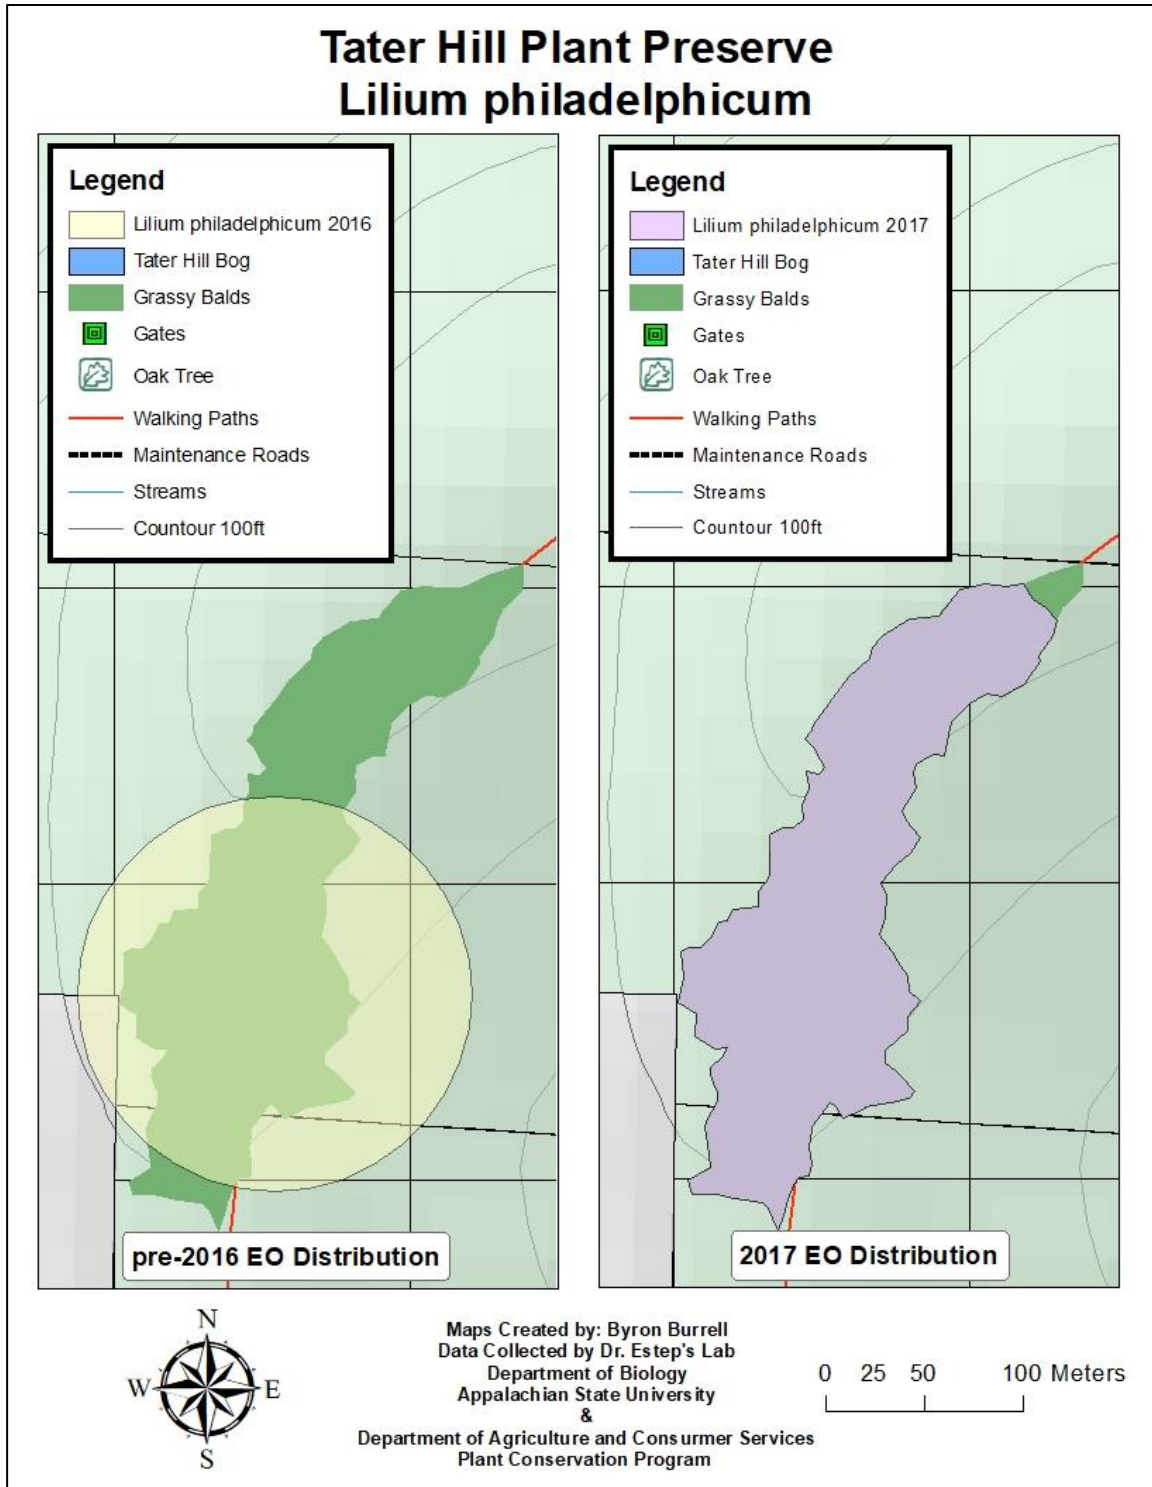 Tater Hill Plant Preserve
Lilium philadelphicum
Legend
Lilium philadelphicum 2016
Tater Hill Bog
Grassy Balds
Gates
Oak Tree
Walking Paths
Maintenance Roads
Streams
Countour 100ft
pre-2016 EO Distribution
Legend
Lilium philadelphicum 2017
Tater Hill Bog
Grassy Balds
Gates
Oak Tree
Walking Paths
Maintenance Roads
Streams
Countour 100ft
2017 EO Distribution
N
W E
S
Maps Created by: Byron Burrell
Data Collected by Dr. Estep's Lab
Department of Biology
Appalachian State University
&
Department of Agriculture and Consurmer Services
Plant Conservation Program
0 25 50 100 Meters